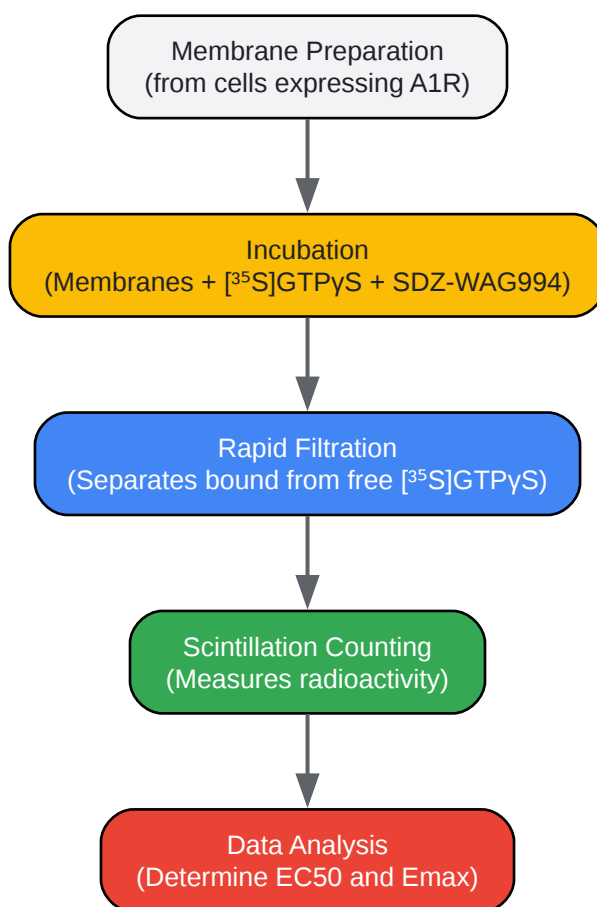 Membrane Preparation
(from cells expressing A1R)
Incubation
(Membranes + [³⁵S]GTPγS + SDZ-WAG994)
Rapid Filtration
(Separates bound from free [³⁵S]GTPγS)
Scintillation Counting
(Measures radioactivity)
Data Analysis
(Determine EC50 and Emax)